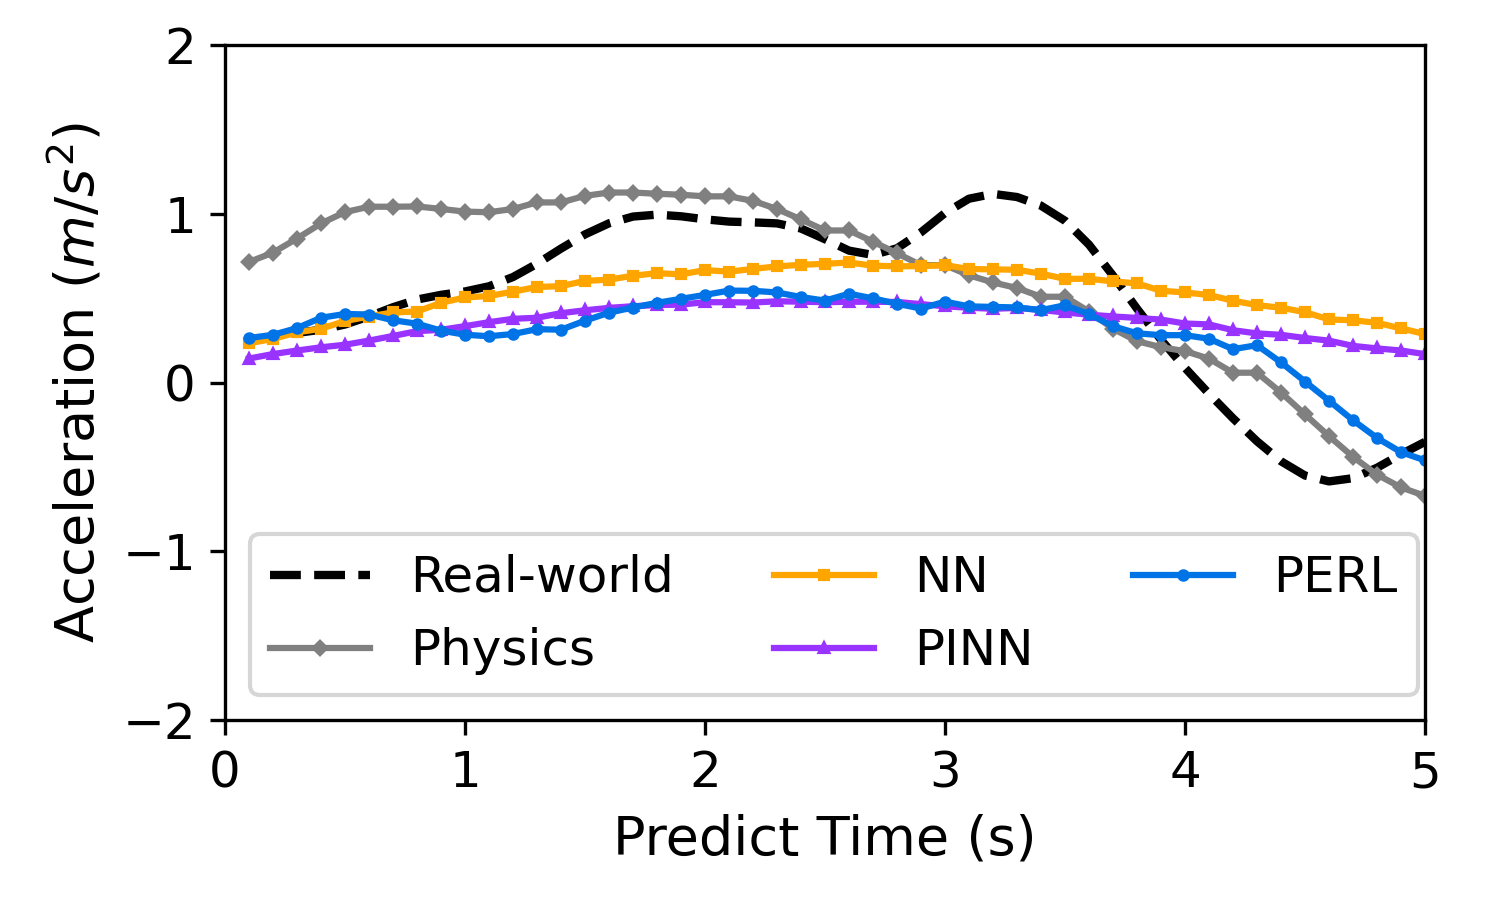 2
1
0
−1
−2
Acceleration (m/s²)
Real-world
NN
PERL
Physics
PINN
0 1 2 3 4 5
Predict Time (s)